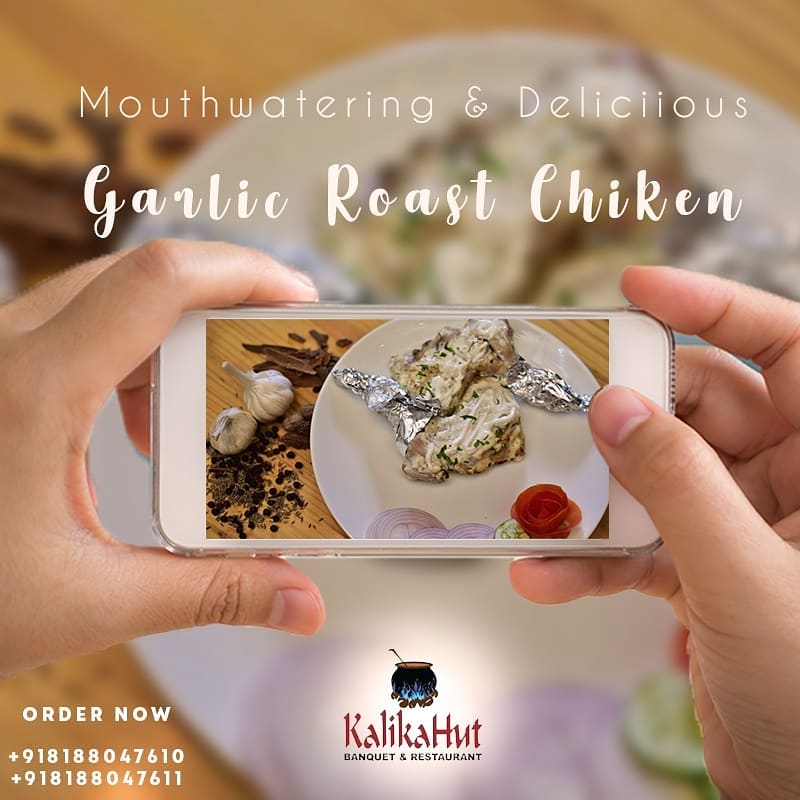 Mouthwatering & Deliciious
Garlic Roast Chiken
ORDER NOW
+918188047610
+918188047611
KalikaHut
BANQUET & RESTAURANT